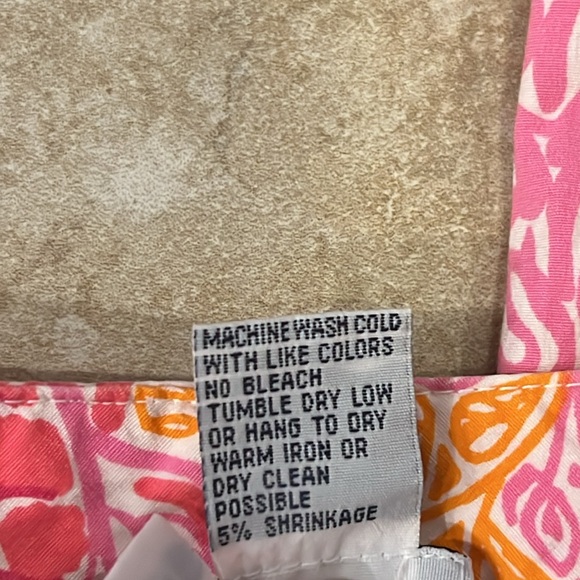 MACHINE WASH COLD
WITH LIKE COLORS
NO BLEACH
TUMBLE DRY LOW
OR HANG TO DRY
WARM IRON OR
DRY CLEAN
POSSIBLE
5% SHRINKAGE